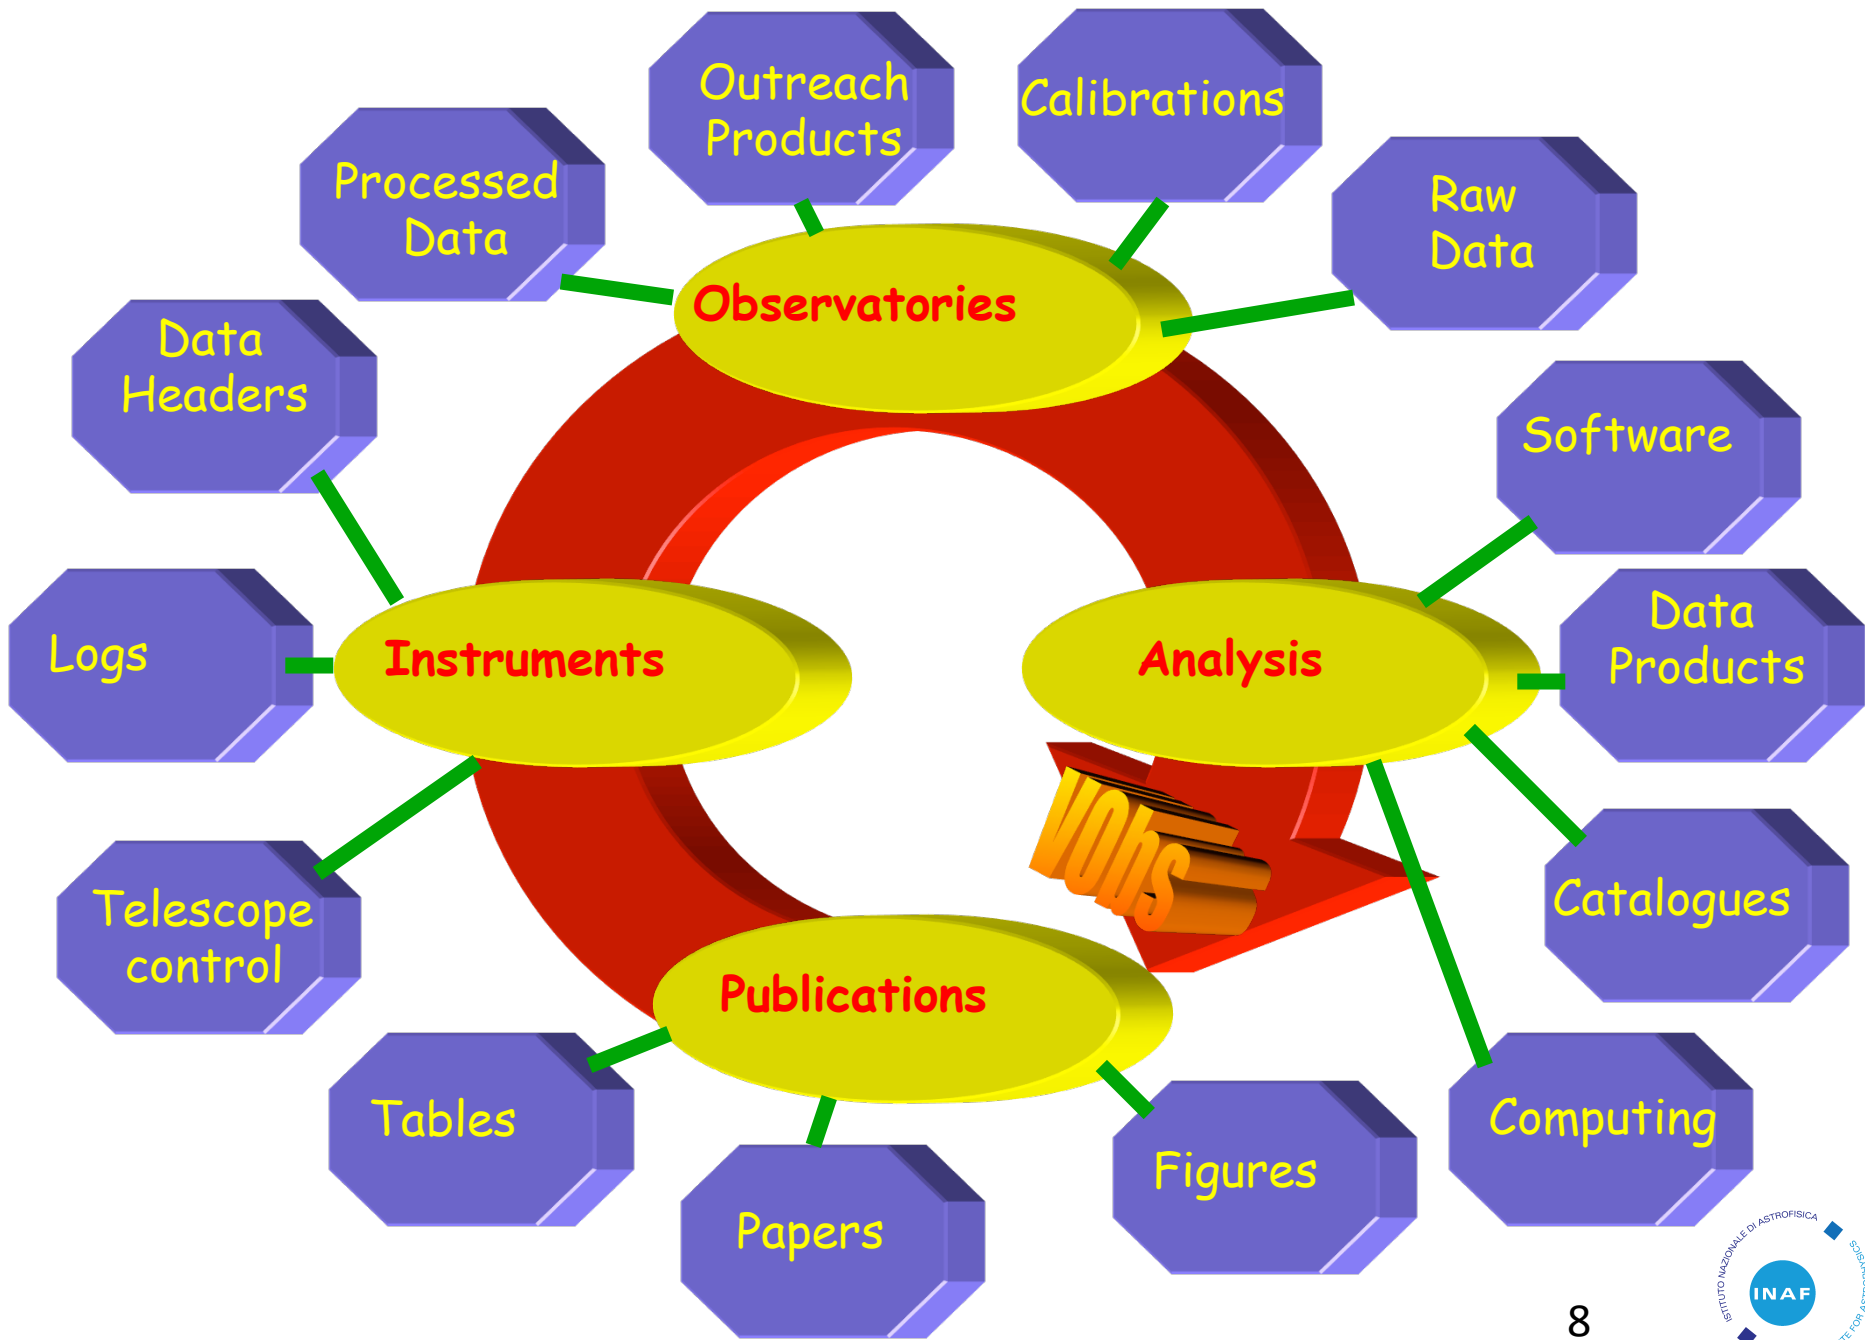 Outreach
Products
Calibrations
Processed
Data
Raw
Data
Observatories
Data
Headers
Software
Logs
Instruments
Analysis
Data
Products
VObs
Telescope
control
Catalogues
Publications
Tables
Papers
Figures
Computing
ISTITUTO NAZIONALE DI ASTROFISICA
INAF
8